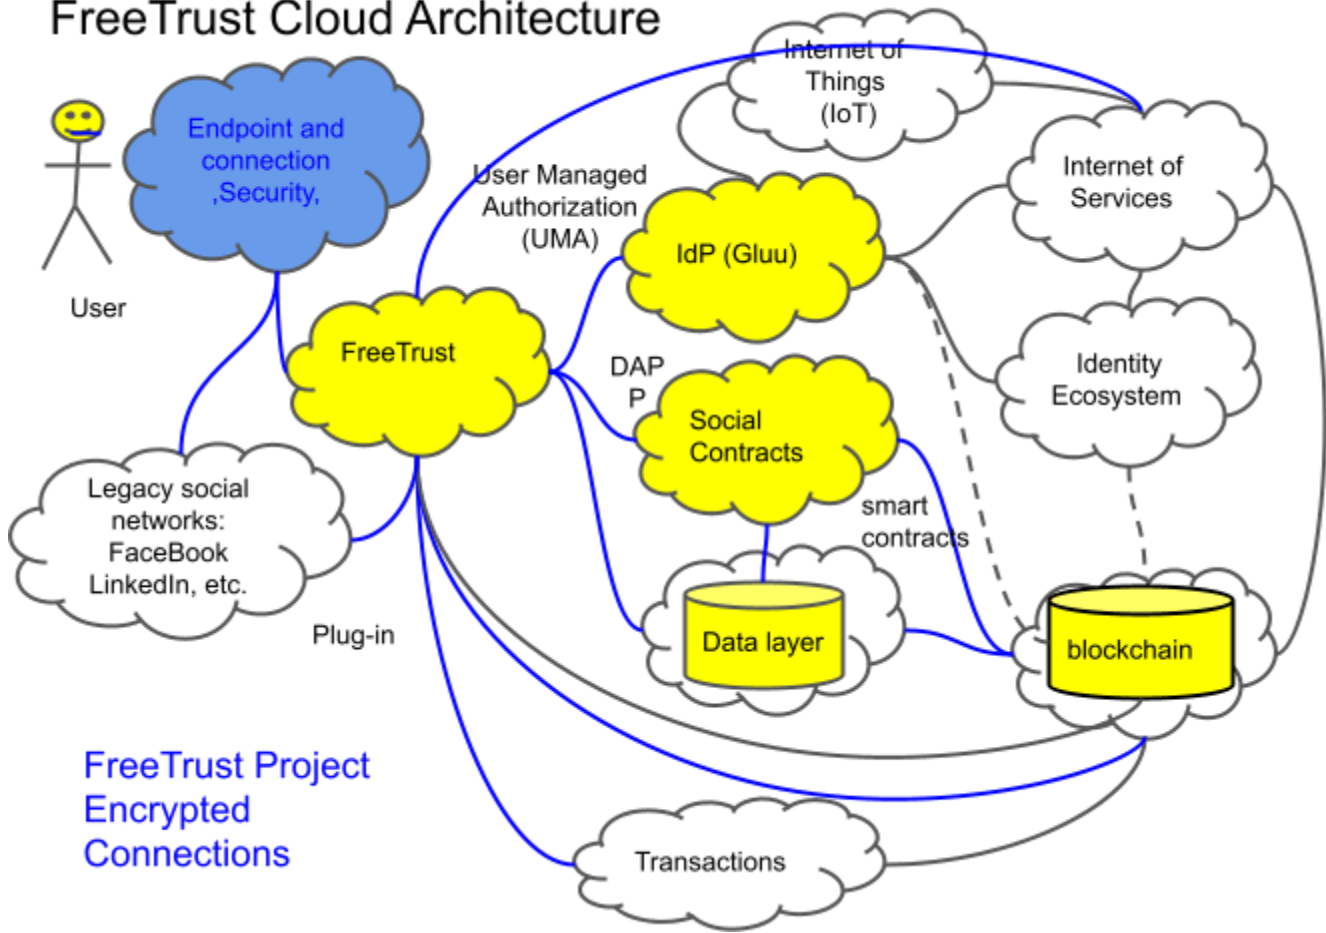 FreeTrust Cloud Architecture
Internet of
Things
(IoT)
Endpoint and
connection
,Security,
User
User Managed
Authorization
(UMA)
IdP (Gluu)
Internet of
Services
FreeTrust
DAP
P
Social
Contracts
Identity
Ecosystem
Legacy social
networks:
FaceBook
LinkedIn, etc.
smart
contracts
Plug-in
Data layer
blockchain
FreeTrust Project
Encrypted
Connections
Transactions